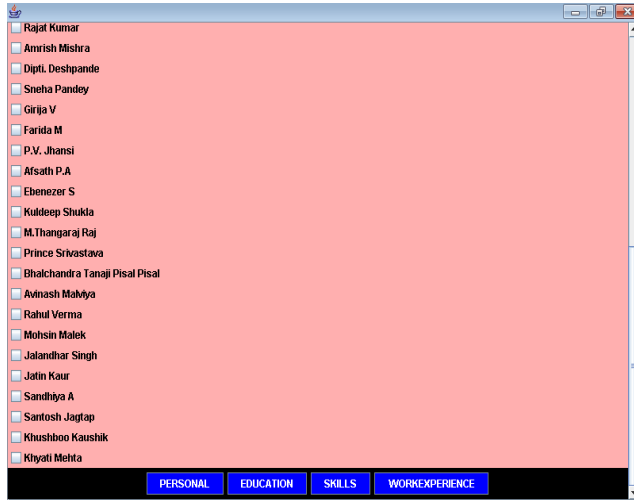 Rajat Kumar
Amrish Mishra
Dipti. Deshpande
Sneha Pandey
Girija V
Farida M
P.V. Jhansi
Afsath P.A
Ebenezer S
Kuldeep Shukla
M.Thangaraj Raj
Prince Srivastava
Bhalchandra Tanaji Pisal Pisal
Avinash Malviya
Rahul Verma
Mohsin Malek
Jalandhar Singh
Jatin Kaur
Sandhiya A
Santosh Jagtap
Khushboo Kaushik
Khyati Mehta
PERSONAL EDUCATION SKILLS WORKEXPERIENCE